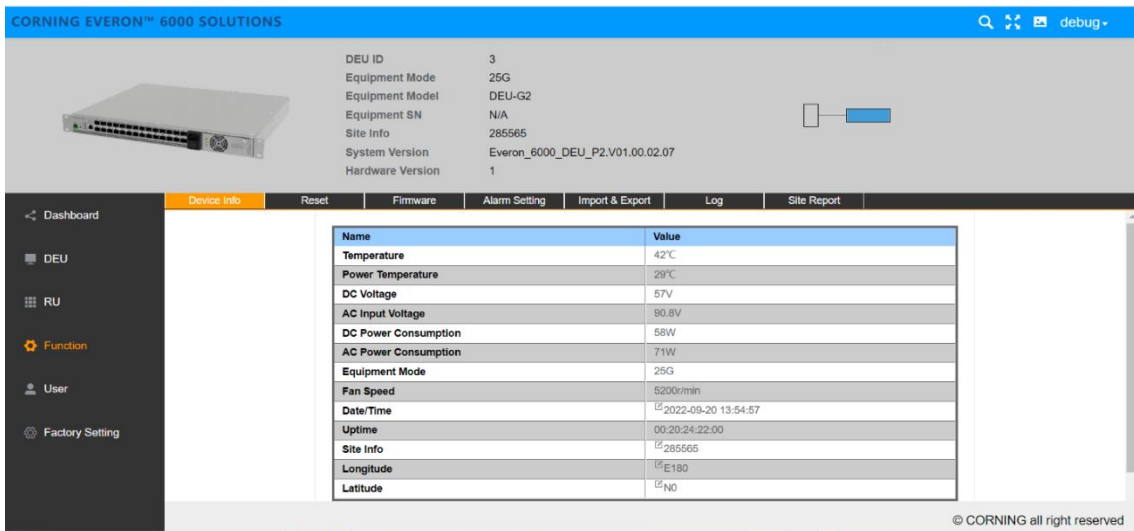 CORNING EVERON™ 6000 SOLUTIONS
debug
DEU ID 3
Equipment Mode 25G
Equipment Model DEU-G2
Equipment SN N/A
Site Info 285565
System Version Everon_6000_DEU_P2.V01.00.02.07
Hardware Version 1
Device Info Reset Firmware Alarm Setting Import & Export Log Site Report
Dashboard
DEU
RU
Function
User
Factory Setting
Name Value
Temperature 42℃
Power Temperature 29℃
DC Voltage 57V
AC Input Voltage 90.8V
DC Power Consumption 58W
AC Power Consumption 71W
Equipment Mode 25G
Fan Speed 5200r/min
Date/Time 2022-09-20 13:54:57
Uptime 00:20:24:22:00
Site Info 285565
Longitude E180
Latitude N0
© CORNING all right reserved